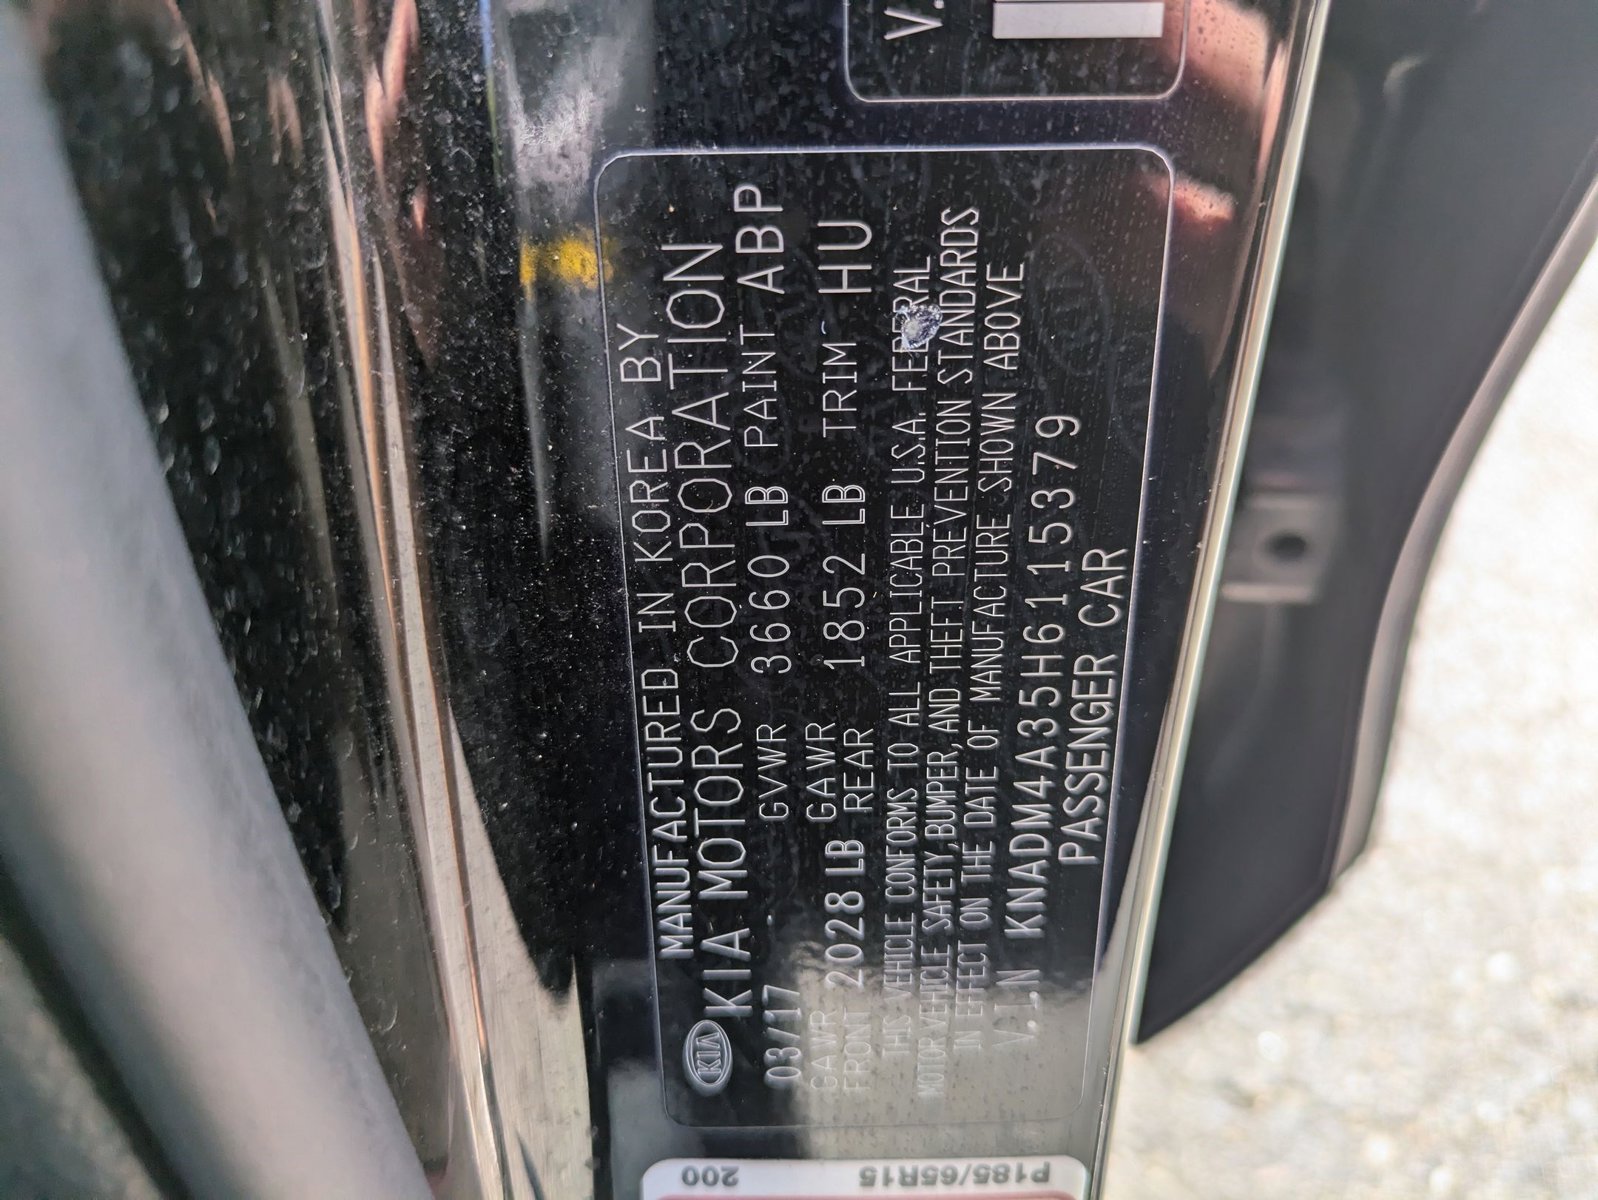 V.
MANUFACTURED IN KOREA BY
KIA KIA MOTORS CORPORATION
03/17 GVWR 3660 LB PAINT ABP
GAWR FRONT 2028 LB GAWR REAR 1852 LB TRIM HU
THIS VEHICLE CONFORMS TO ALL APPLICABLE U.S.A. FEDERAL
MOTOR VEHICLE SAFETY, BUMPER, AND THEFT PREVENTION STANDARDS
IN EFFECT ON THE DATE OF MANUFACTURE SHOWN ABOVE
V.I.N KNADM4A35H6115379
PASSENGER CAR
P185/65R15
200